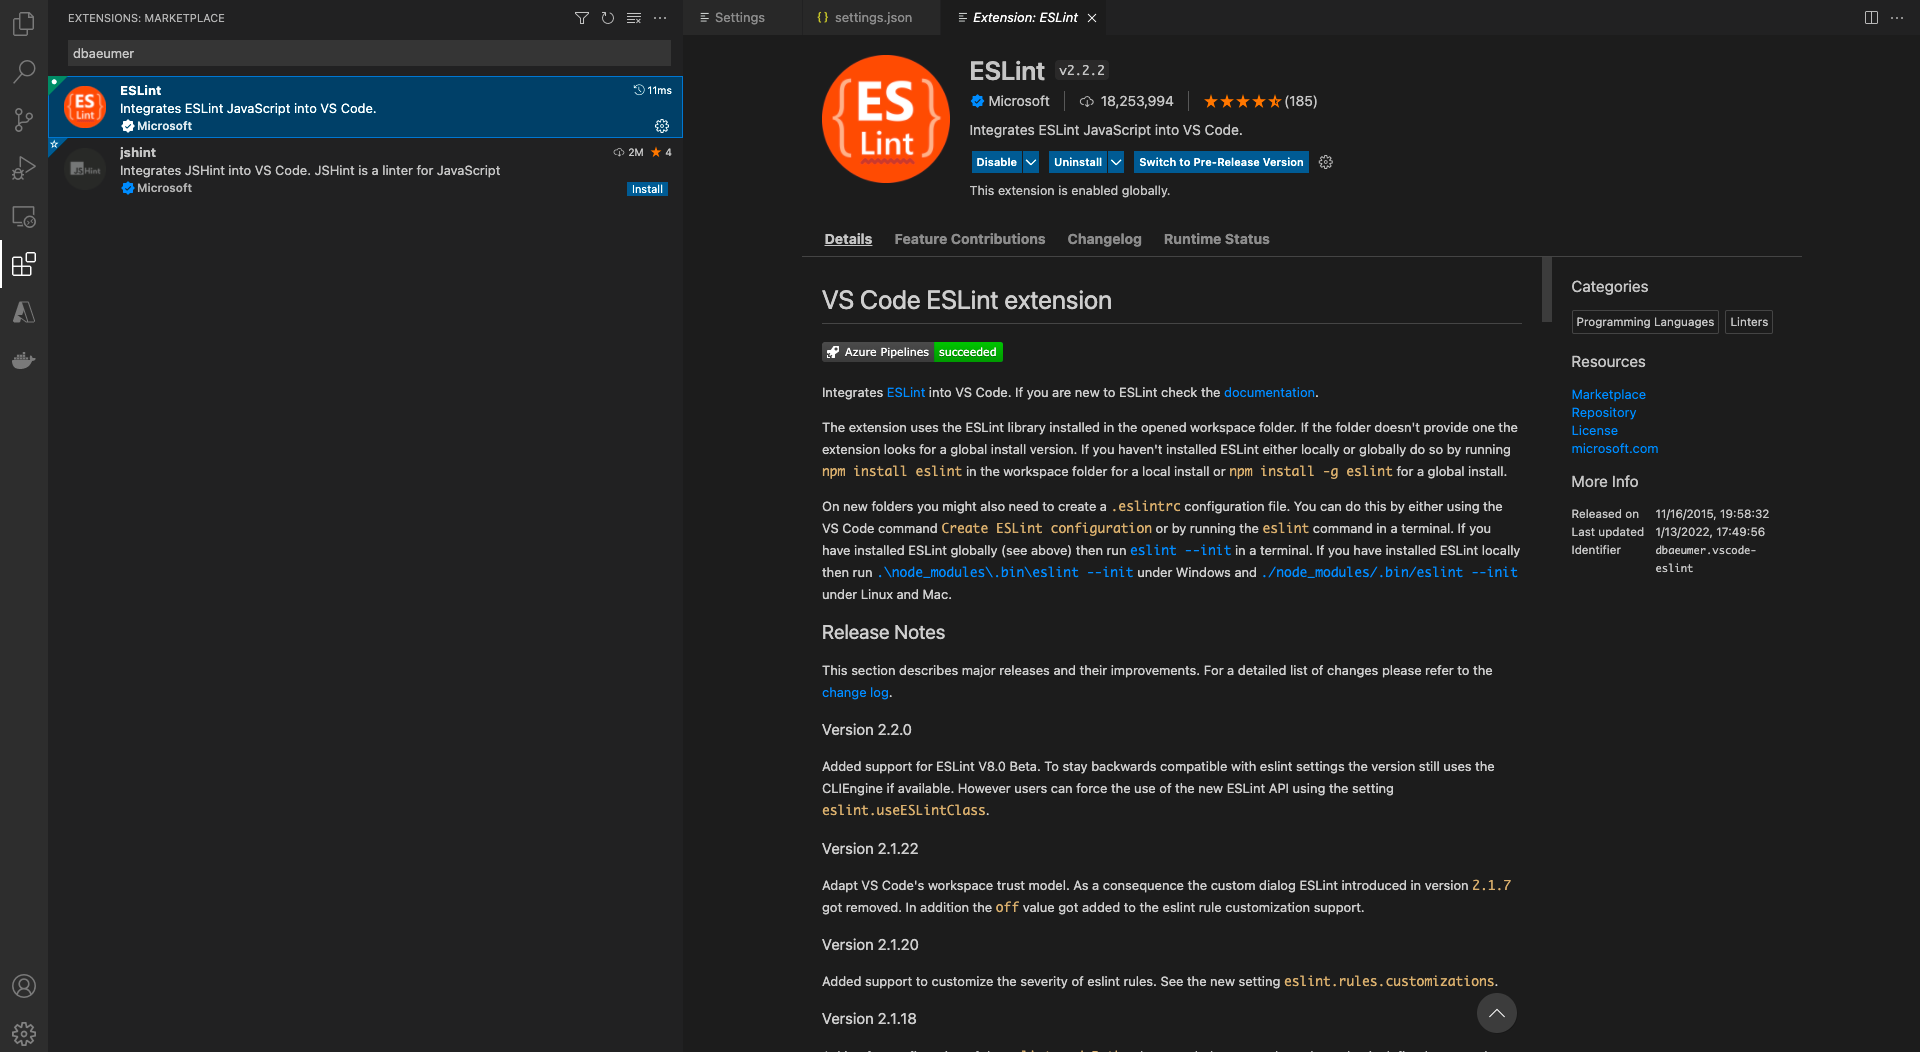 EXTENSIONS: MARKETPLACE
dbaeumer
ESLint
11ms
Integrates ESLint JavaScript into VS Code.
Microsoft
jshint
2M
4
Integrates JSHint into VS Code. JSHint is a linter for JavaScript
Microsoft
Install
Settings
{} settings.json
Extension: ESLint
{ES}
Lint
ESLint
v2.2.2
Microsoft
18,253,994
(185)
Integrates ESLint JavaScript into VS Code.
Disable
Uninstall
Switch to Pre-Release Version
This extension is enabled globally.
Details
Feature Contributions
Changelog
Runtime Status
VS Code ESLint extension
Azure Pipelines succeeded
Integrates ESLint into VS Code. If you are new to ESLint check the documentation.
The extension uses the ESLint library installed in the opened workspace folder. If the folder doesn't provide one the
extension looks for a global install version. If you haven't installed ESLint either locally or globally do so by running
npm install eslint in the workspace folder for a local install or npm install -g eslint for a global install.
On new folders you might also need to create a .eslintrc configuration file. You can do this by either using the
VS Code command Create ESLint configuration or by running the eslint command in a terminal. If you
have installed ESLint globally (see above) then run eslint --init in a terminal. If you have installed ESLint locally
then run .\node_modules\.bin\eslint --init under Windows and ./node_modules/.bin/eslint --init
under Linux and Mac.
Release Notes
This section describes major releases and their improvements. For a detailed list of changes please refer to the
change log.
Version 2.2.0
Added support for ESLint V8.0 Beta. To stay backwards compatible with eslint settings the version still uses the
CLIEngine if available. However users can force the use of the new ESLint API using the setting
eslint.useESLintClass.
Version 2.1.22
Adapt VS Code's workspace trust model. As a consequence the custom dialog ESLint introduced in version 2.1.7
got removed. In addition the off value got added to the eslint rule customization support.
Version 2.1.20
Added support to customize the severity of eslint rules. See the new setting eslint.rules.customizations.
Version 2.1.18
Categories
Programming Languages
Linters
Resources
Marketplace
Repository
License
microsoft.com
More Info
Released on 11/16/2015, 19:58:32
Last updated 1/13/2022, 17:49:56
Identifier dbaeumer.vscode-
eslint